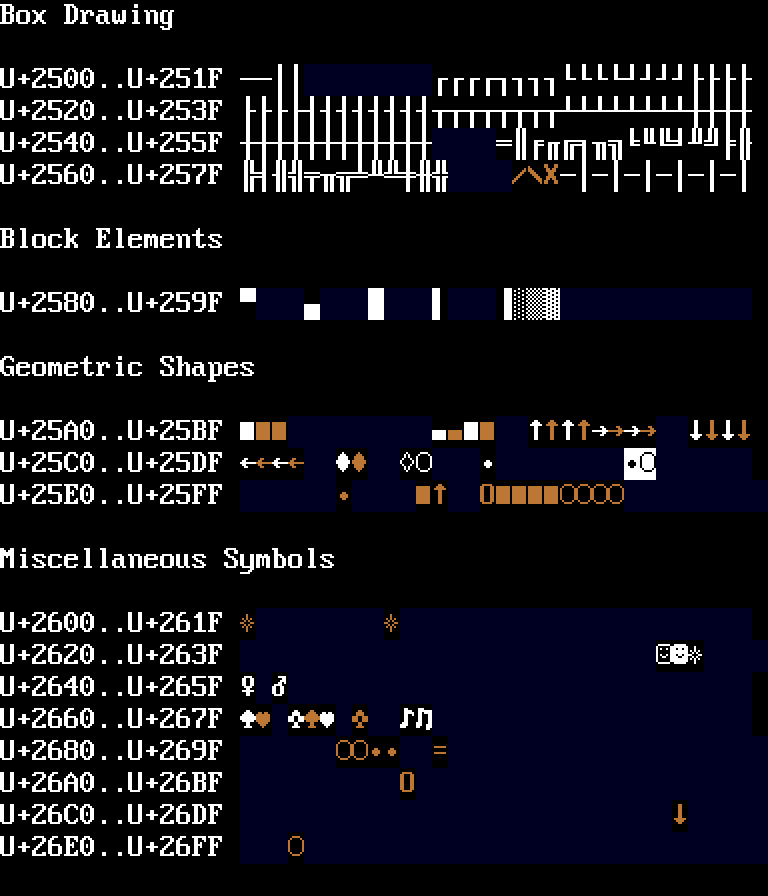 Box Drawing
U+2500..U+251F
U+2520..U+253F
U+2540..U+255F
U+2560..U+257F
Block Elements
U+2580..U+259F
Geometric Shapes
U+25A0..U+25BF
U+25C0..U+25DF
U+25E0..U+25FF
Miscellaneous Symbols
U+2600..U+261F
U+2620..U+263F
U+2640..U+265F
U+2660..U+267F
U+2680..U+269F
U+26A0..U+26BF
U+26C0..U+26DF
U+26E0..U+26FF